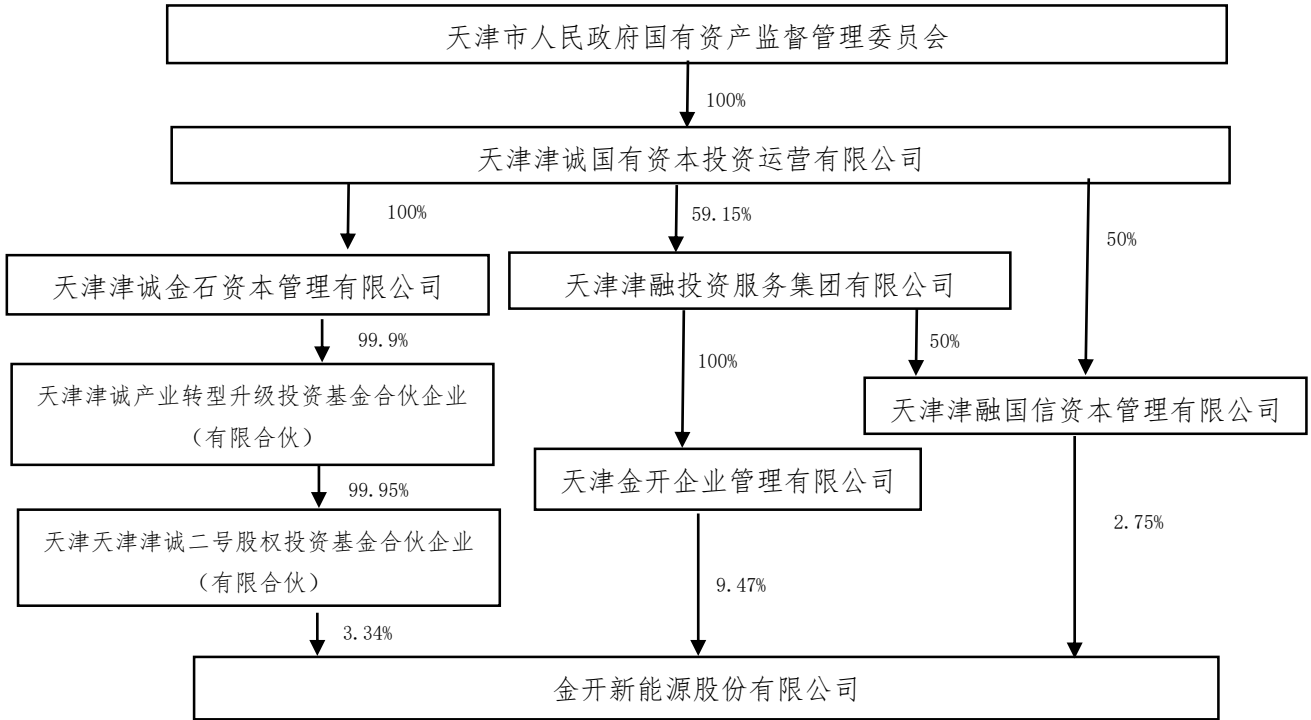 天津市人民政府国有资产监督管理委员会
100%
天津津诚国有资本投资运营有限公司
100%
59.15%
50%
天津津诚金石资本管理有限公司
天津津融投资服务集团有限公司
99.9%
100%
50%
天津津诚产业转型升级投资基金合伙企业
（有限合伙）
天津津融国信资本管理有限公司
99.95%
天津金开企业管理有限公司
天津天津津诚二号股权投资基金合伙企业
（有限合伙）
2.75%
9.47%
3.34%
金开新能源股份有限公司